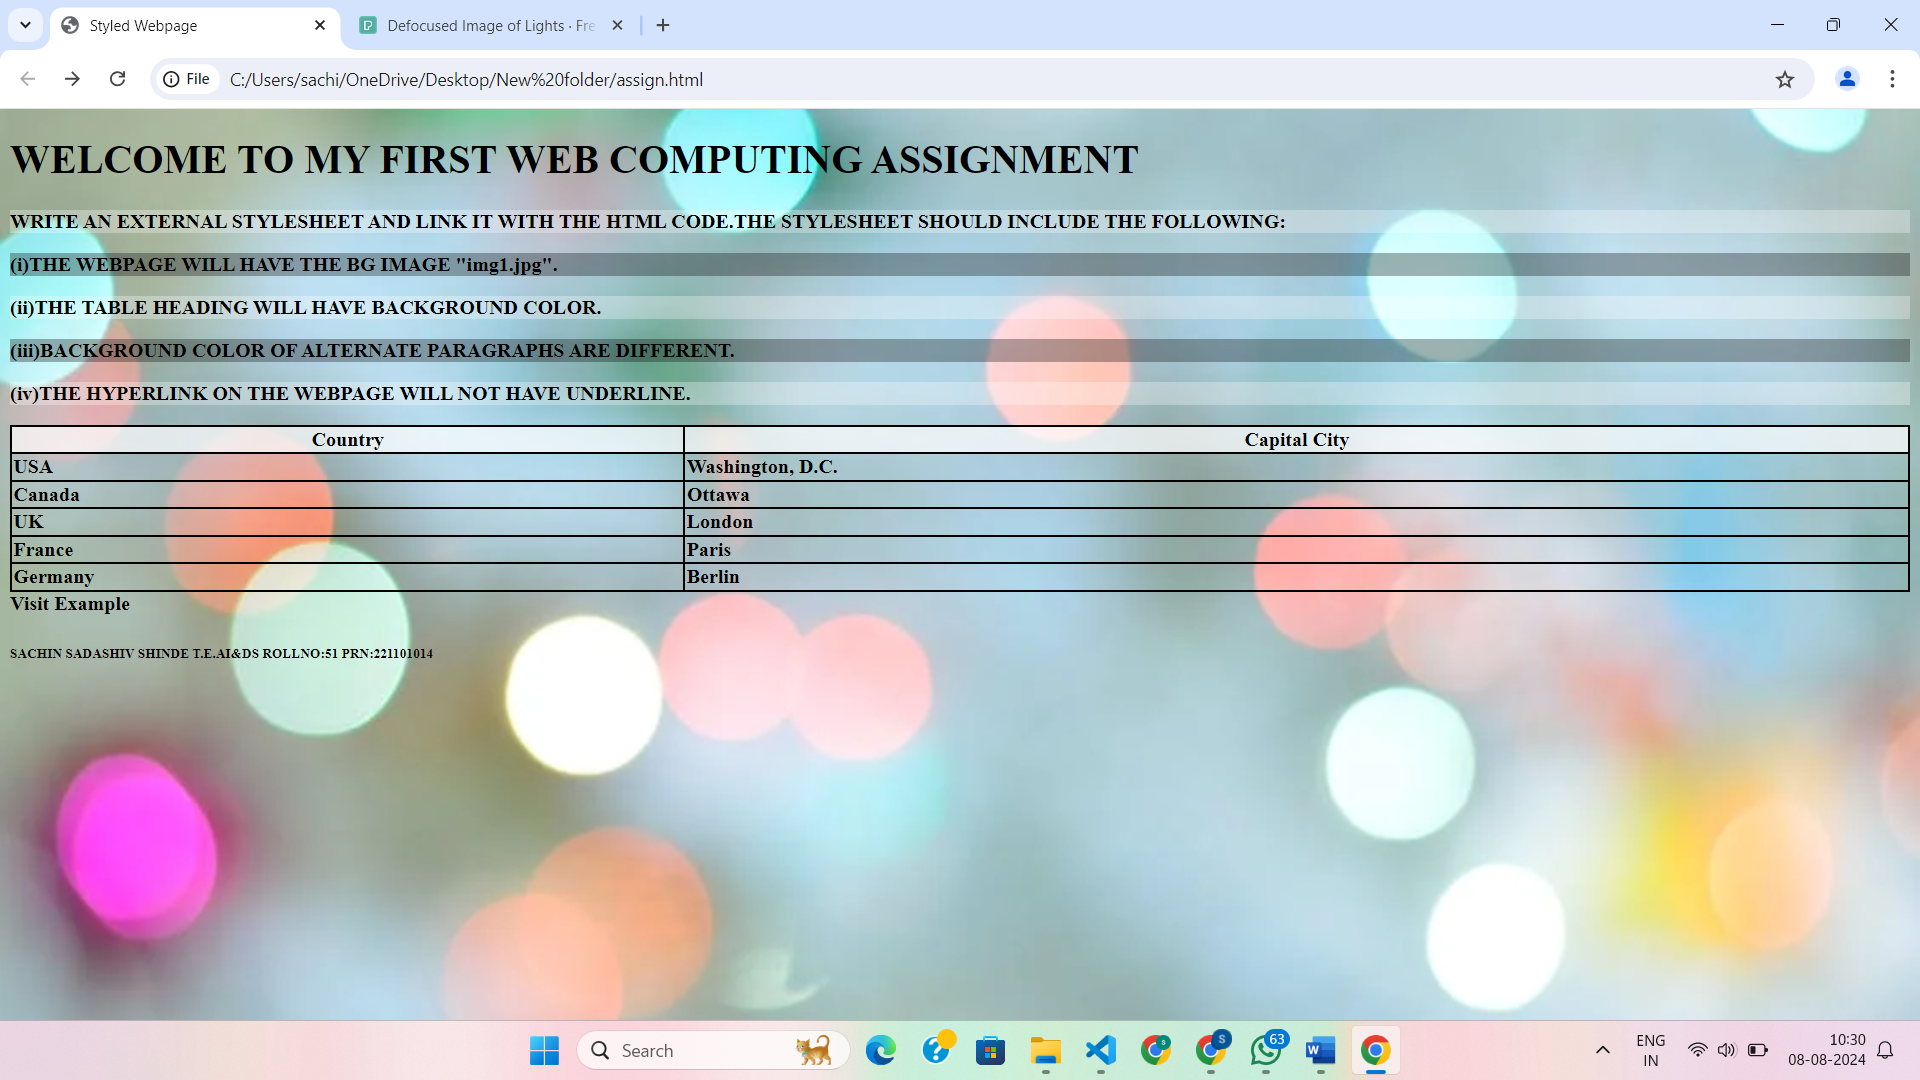 Styled Webpage
Defocused Image of Lights · Fre
File
C:/Users/sachi/OneDrive/Desktop/New%20folder/assign.html
WELCOME TO MY FIRST WEB COMPUTING ASSIGNMENT
WRITE AN EXTERNAL STYLESHEET AND LINK IT WITH THE HTML CODE.THE STYLESHEET SHOULD INCLUDE THE FOLLOWING:
(i)THE WEBPAGE WILL HAVE THE BG IMAGE "img1.jpg".
(ii)THE TABLE HEADING WILL HAVE BACKGROUND COLOR.
(iii)BACKGROUND COLOR OF ALTERNATE PARAGRAPHS ARE DIFFERENT.
(iv)THE HYPERLINK ON THE WEBPAGE WILL NOT HAVE UNDERLINE.
Country Capital City
USA Washington, D.C.
Canada Ottawa
UK London
France Paris
Germany Berlin
Visit Example
SACHIN SADASHIV SHINDE T.E.AI&DS ROLLNO:51 PRN:221101014
Search
S
S
63
W
ENG
IN
10:30
08-08-2024